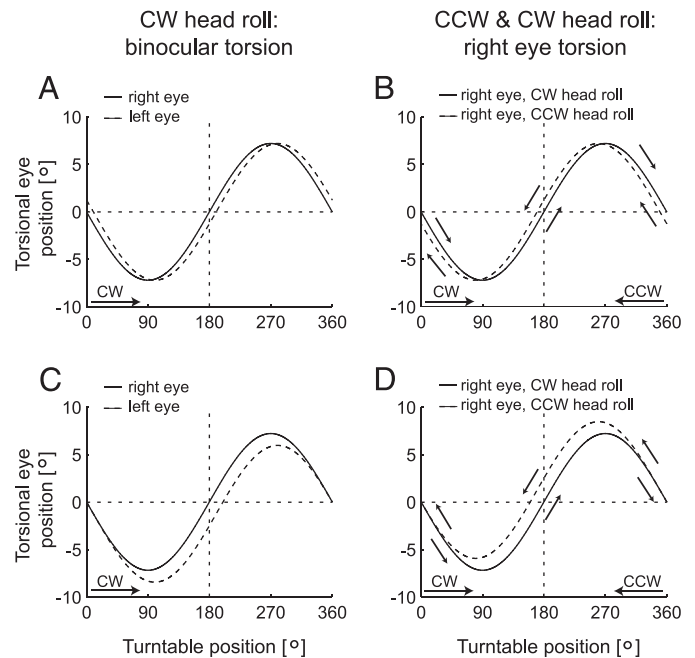 CW head roll:
binocular torsion
CCW & CW head roll:
right eye torsion
A
right eye
left eye
Torsional eye
position [°]
10
5
0
-5
-10
CW
0 90 180 270 360
B
right eye, CW head roll
right eye, CCW head roll
10
5
0
-5
-10
CW
CCW
0 90 180 270 360
C
right eye
left eye
Torsional eye
position [°]
10
5
0
-5
-10
CW
0 90 180 270 360
Turntable position [°]
D
right eye, CW head roll
right eye, CCW head roll
10
5
0
-5
-10
CW
CCW
0 90 180 270 360
Turntable position [°]